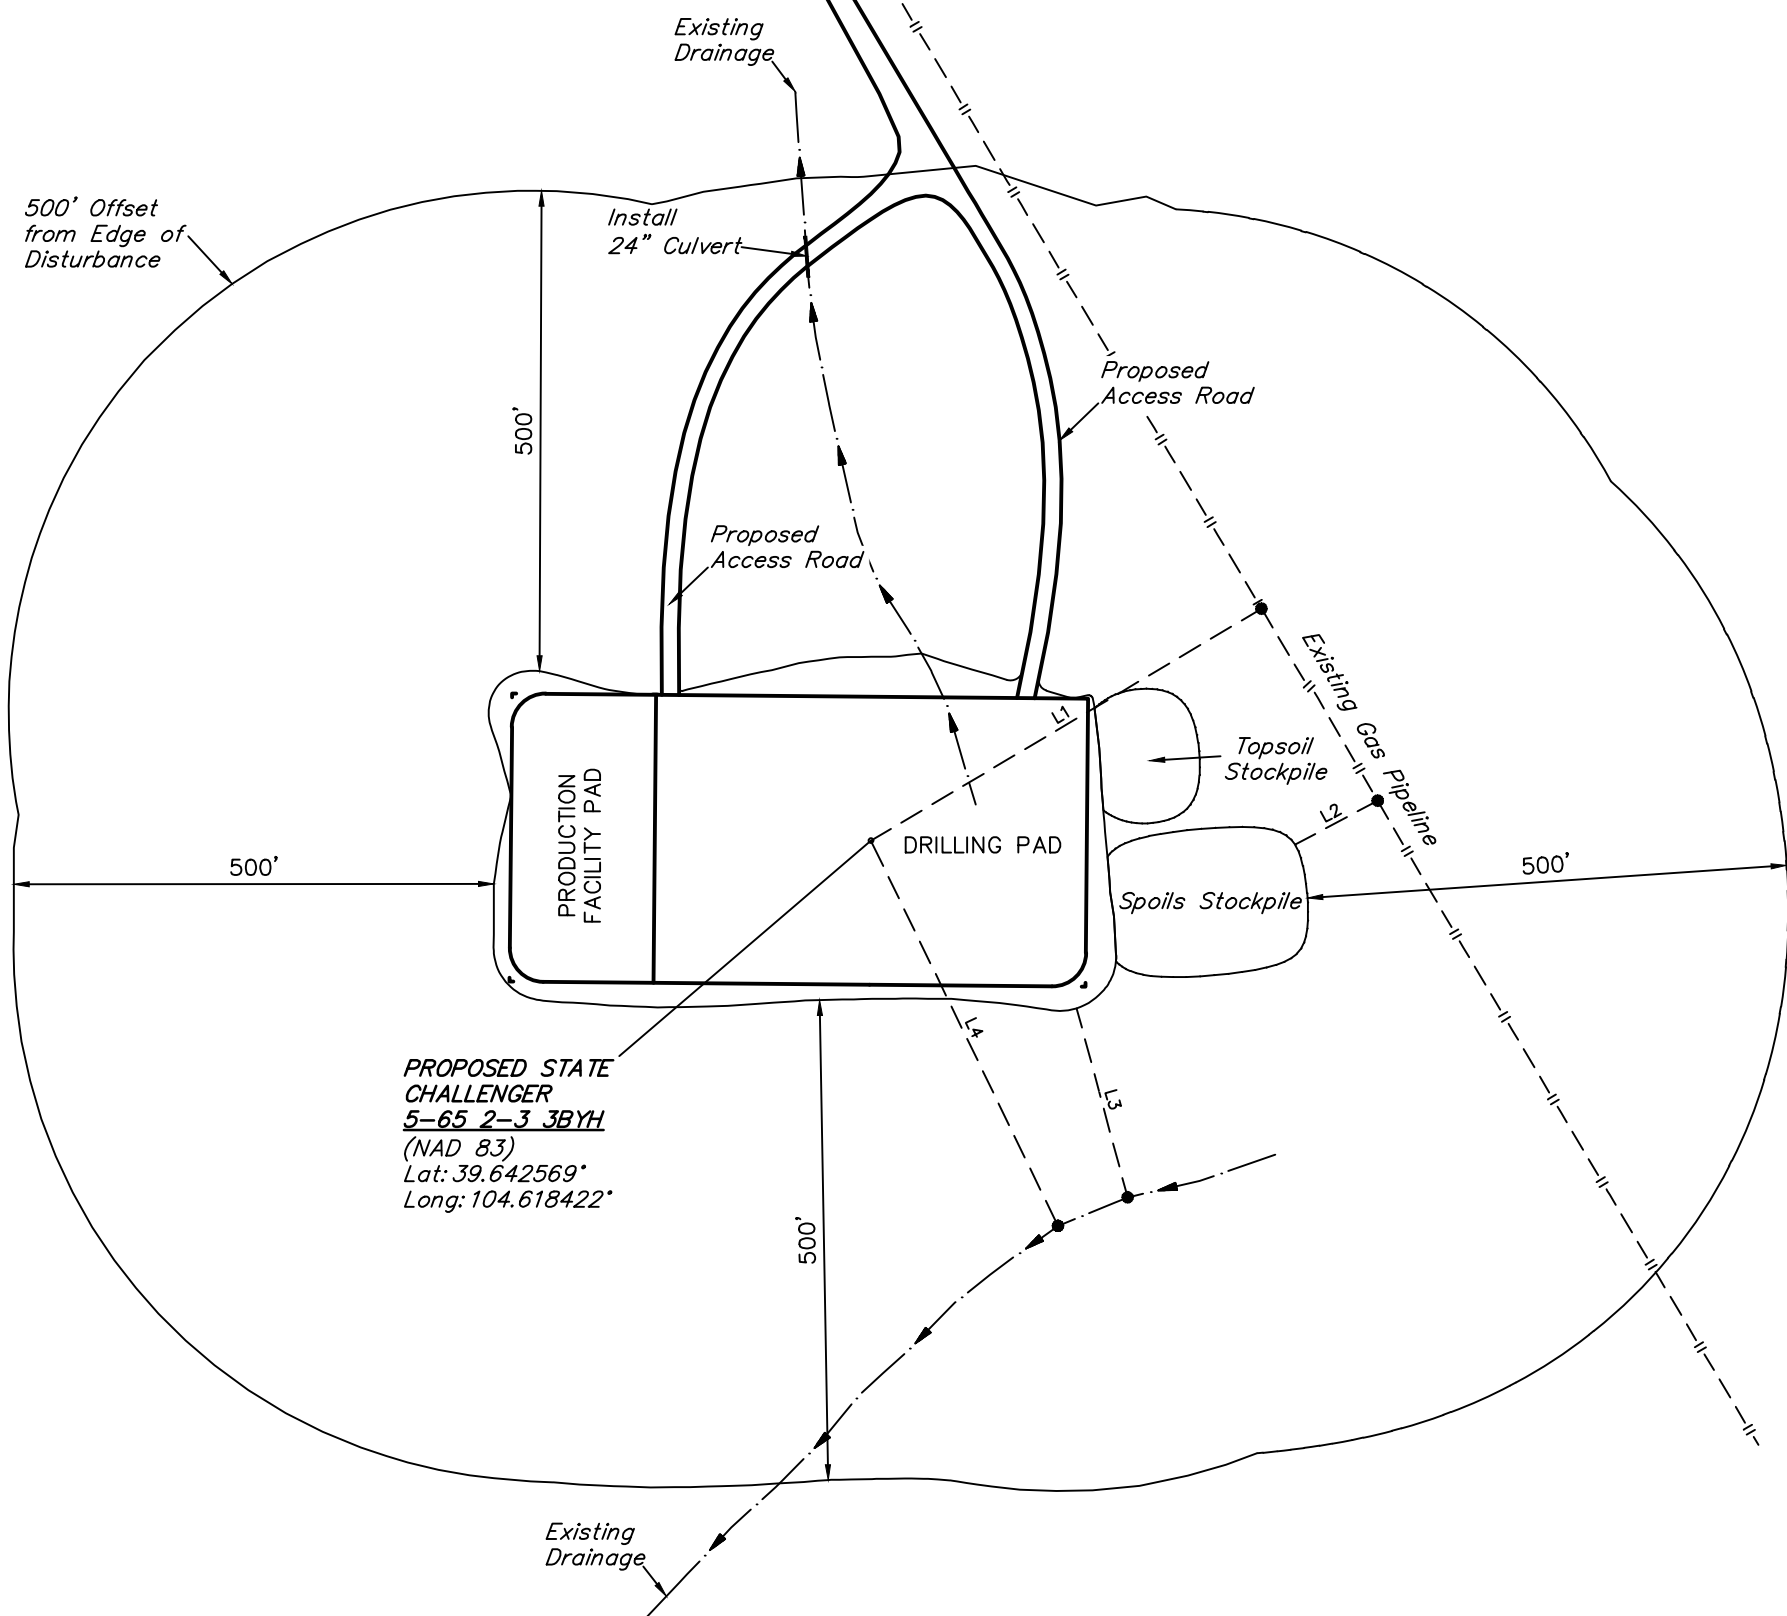 Existing
Drainage
500' Offset
from Edge of
Disturbance
Install
24" Culvert
500'
Proposed
Access Road
Proposed
Access Road
Existing Gas Pipeline
L1
Topsoil
Stockpile
L2
PRODUCTION
FACILITY PAD
DRILLING PAD
500'
500'
Spoils Stockpile
L4
L3
PROPOSED STATE
CHALLENGER
5-65 2-3 3BYH
(NAD 83)
Lat: 39.642569°
Long: 104.618422°
500'
Existing
Drainage